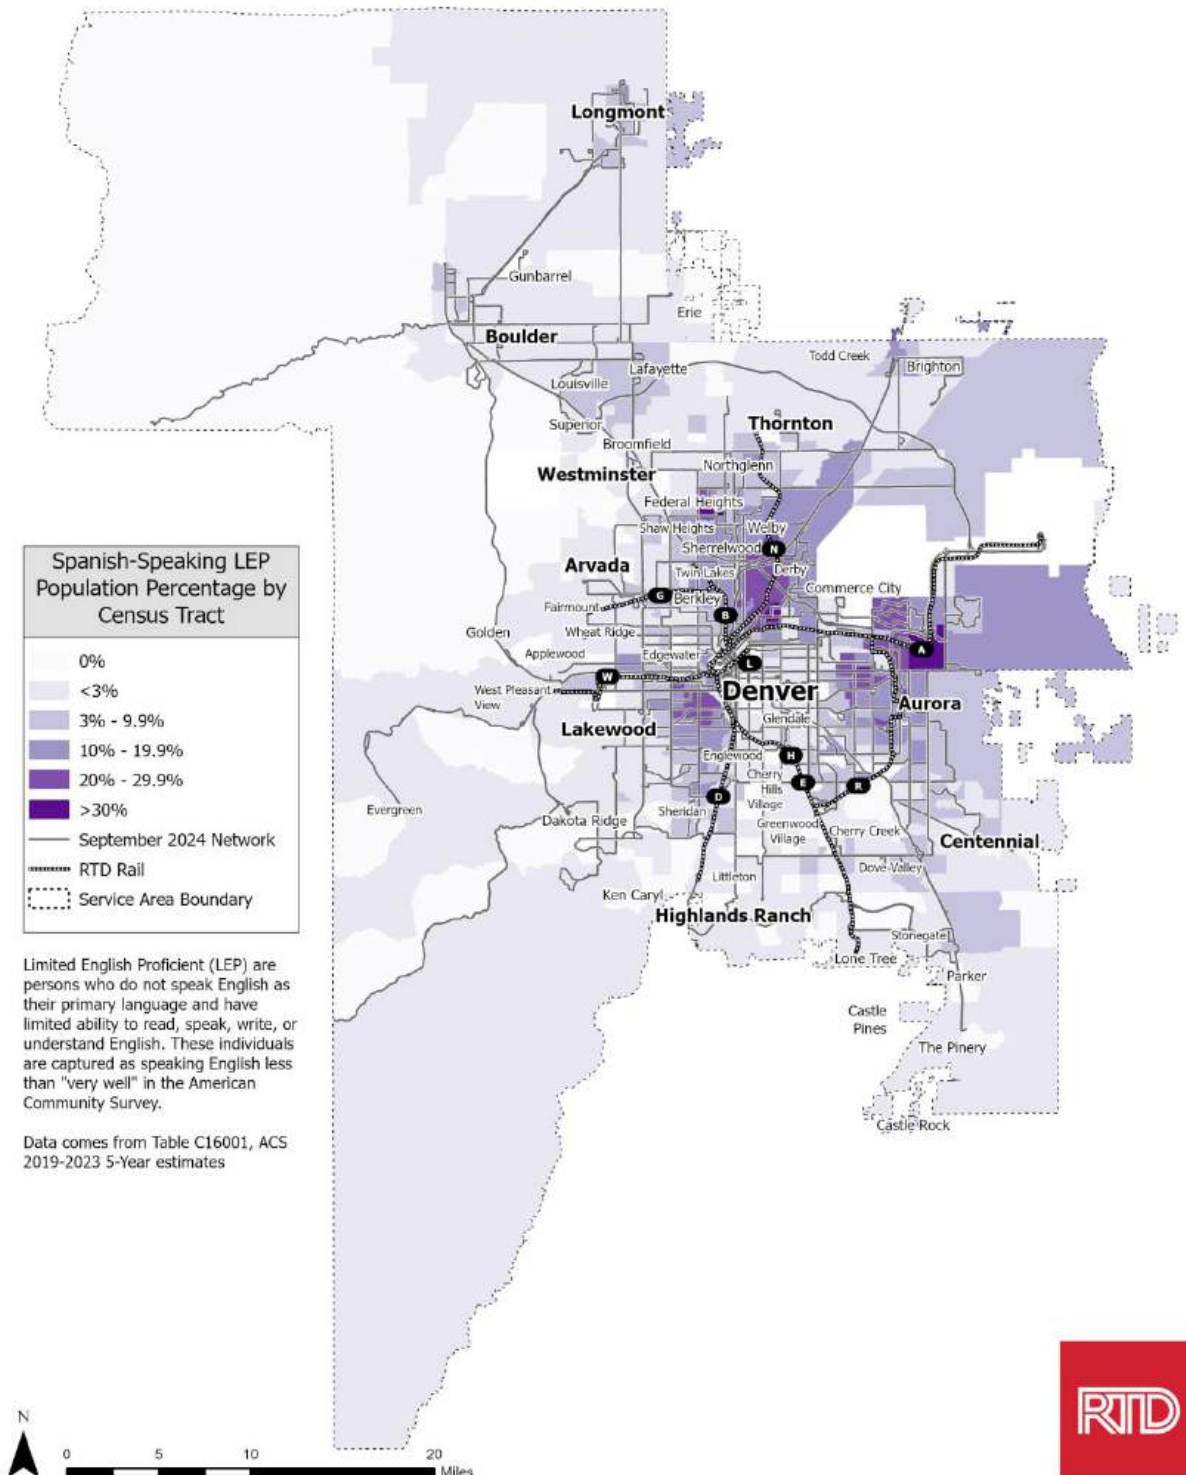 Longmont
Gunbarrel
Erie
Boulder
Todd Creek
Brighton
Lafayette
Louisville
Superior
Thornton
Broomfield
Westminster
Northglenn
Federal Heights
Shaw Heights
Welby
Sherrelwood
N
Arvada
Twin Lakes
Derby
Commerce City
G
Berkley
Fairmount
B
Golden
Wheat Ridge
Applewood
Edgewater
A
L
W
West Pleasant
View
Denver
Aurora
Lakewood
Glendale
Englewood
H
Cherry
Hills
Village
E
R
D
Evergreen
Sheridan
Dakota Ridge
Greenwood
Village
Cherry Creek
Centennial
Dove Valley
Littleton
Ken Caryl
Highlands Ranch
Stonegate
Lone Tree
Parker
Castle
Pines
The Pinery
Castle Rock
Spanish-Speaking LEP
Population Percentage by
Census Tract
0%
<3%
3% - 9.9%
10% - 19.9%
20% - 29.9%
>30%
September 2024 Network
RTD Rail
Service Area Boundary
Limited English Proficient (LEP) are
persons who do not speak English as
their primary language and have
limited ability to read, speak, write, or
understand English. These individuals
are captured as speaking English less
than "very well" in the American
Community Survey.
Data comes from Table C16001, ACS
2019-2023 5-Year estimates
N
0 5 10 20
Miles
RTD